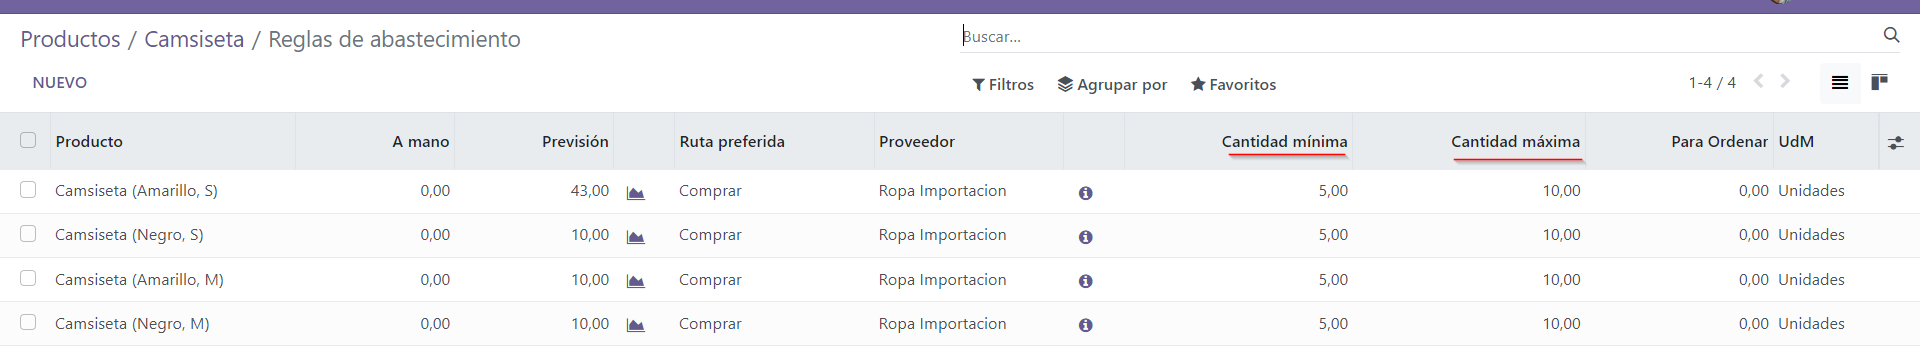 Productos / Camsiseta / Reglas de abastecimiento
Buscar...
NUEVO
Filtros Agrupar por Favoritos
1-4 / 4
Producto A mano Previsión Ruta preferida Proveedor Cantidad mínima Cantidad máxima Para Ordenar UdM
Camsiseta (Amarillo, S) 0,00 43,00 Comprar Ropa Importacion 5,00 10,00 0,00 Unidades
Camsiseta (Negro, S) 0,00 10,00 Comprar Ropa Importacion 5,00 10,00 0,00 Unidades
Camsiseta (Amarillo, M) 0,00 10,00 Comprar Ropa Importacion 5,00 10,00 0,00 Unidades
Camsiseta (Negro, M) 0,00 10,00 Comprar Ropa Importacion 5,00 10,00 0,00 Unidades